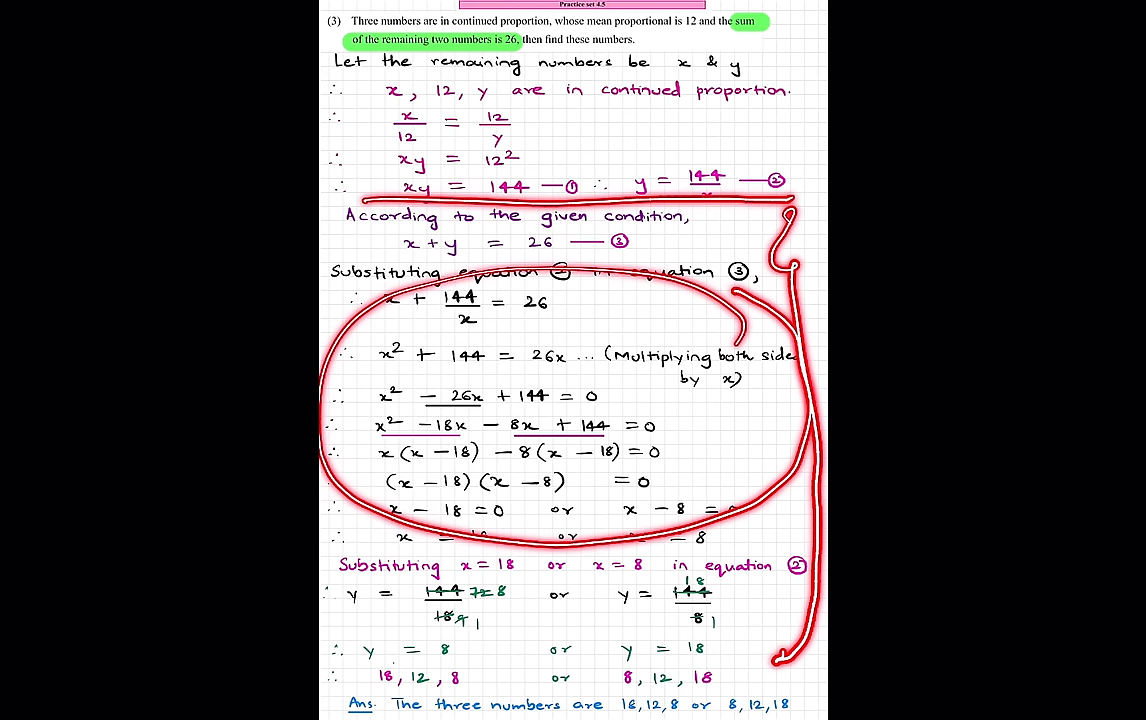 Practice set 4.5
(3) Three numbers are in continued proportion, whose mean proportional is 12 and the sum
of the remaining two numbers is 26, then find these numbers.
Let the remaining numbers be x & y
∴ x, 12, y are in continued proportion.
∴ x/12 = 12/y
∴ xy = 12²
∴ xy = 144 —① ∴ y = 144/x —②
According to the given condition,
x + y = 26 —③
Substituting equation ② in equation ③,
∴ x + 144/x = 26
∴ x² + 144 = 26x ... (Multiplying both side
by x)
∴ x² - 26x + 144 = 0
∴ x² - 18x - 8x + 144 = 0
∴ x(x - 18) - 8(x - 18) = 0
(x - 18)(x - 8) = 0
∴ x - 18 = 0 or x - 8 =
∴ x = or = 8
Substituting x = 18 or x = 8 in equation ②
∴ y = 144 72 8 / 18 9 1 or y = 18 144 / 8 1
∴ y = 8 or y = 18
∴ 18, 12, 8 or 8, 12, 18
Ans. The three numbers are 18, 12, 8 or 8, 12, 18